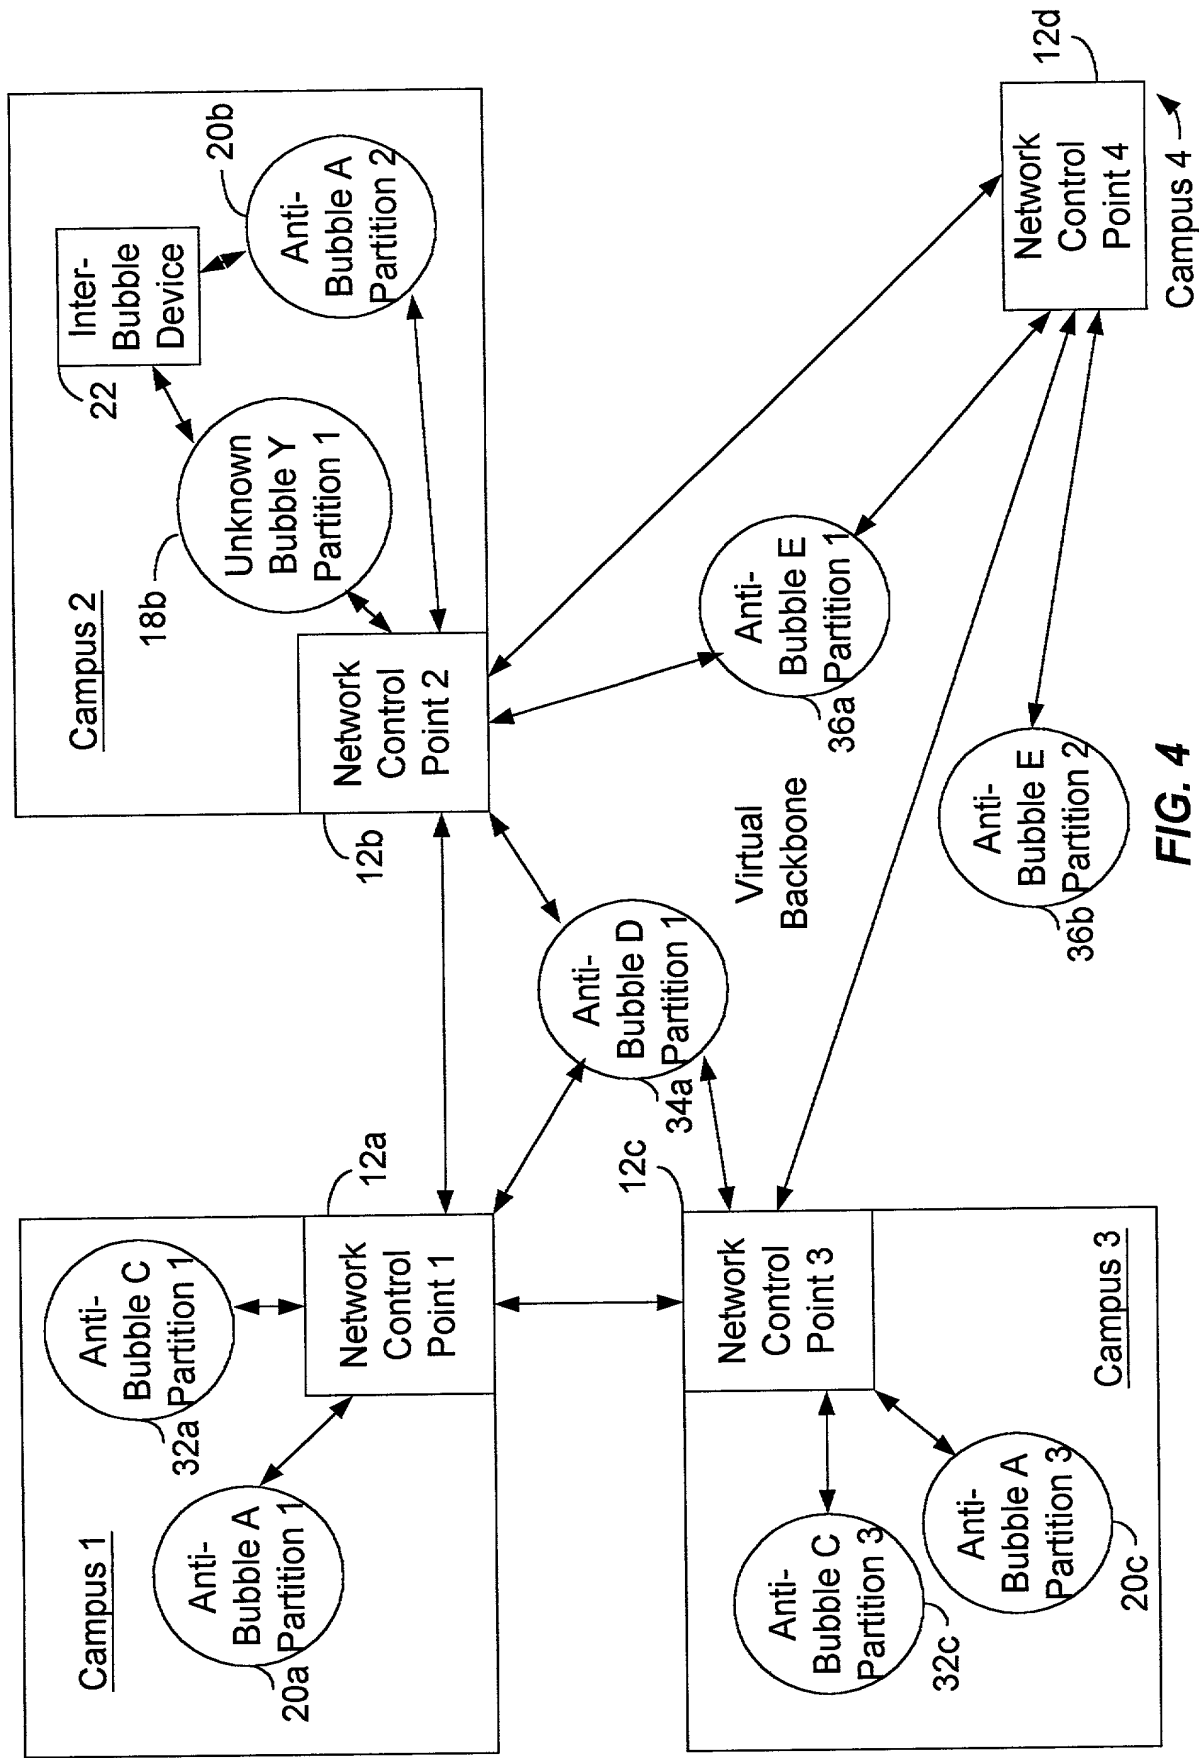 Campus 1
Anti-
Bubble A
Partition 1
20a
Anti-
Bubble C
Partition 1
32a
Network
Control
Point 1
12a
Campus 2
Network
Control
Point 2
12b
Unknown
Bubble Y
Partition 1
18b
Inter-
Bubble
Device
22
Anti-
Bubble A
Partition 2
20b
Anti-
Bubble D
Partition 1
34a
Virtual
Backbone
Anti-
Bubble E
Partition 1
36a
Anti-
Bubble C
Partition 3
32c
Anti-
Bubble A
Partition 3
20c
Network
Control
Point 3
12c
Campus 3
Anti-
Bubble E
Partition 2
36b
Network
Control
Point 4
12d
Campus 4
FIG. 4